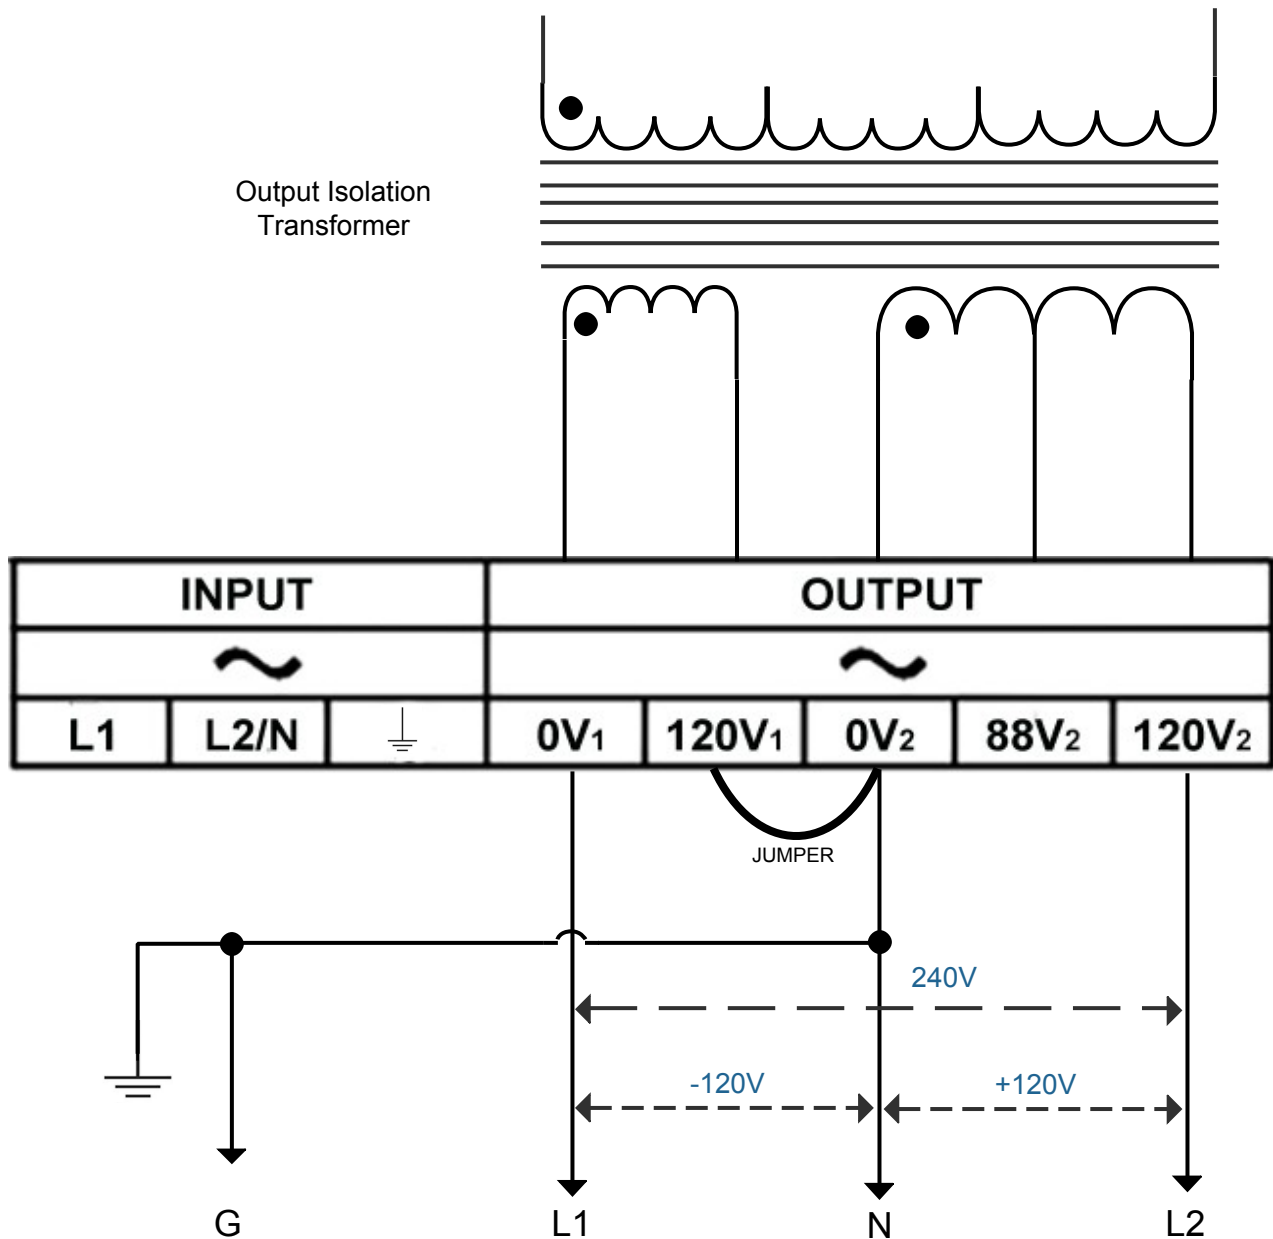 Output Isolation
Transformer
INPUT
OUTPUT
L1
L2/N
0V1
120V1
0V2
88V2
120V2
JUMPER
240V
-120V
+120V
G
L1
N
L2